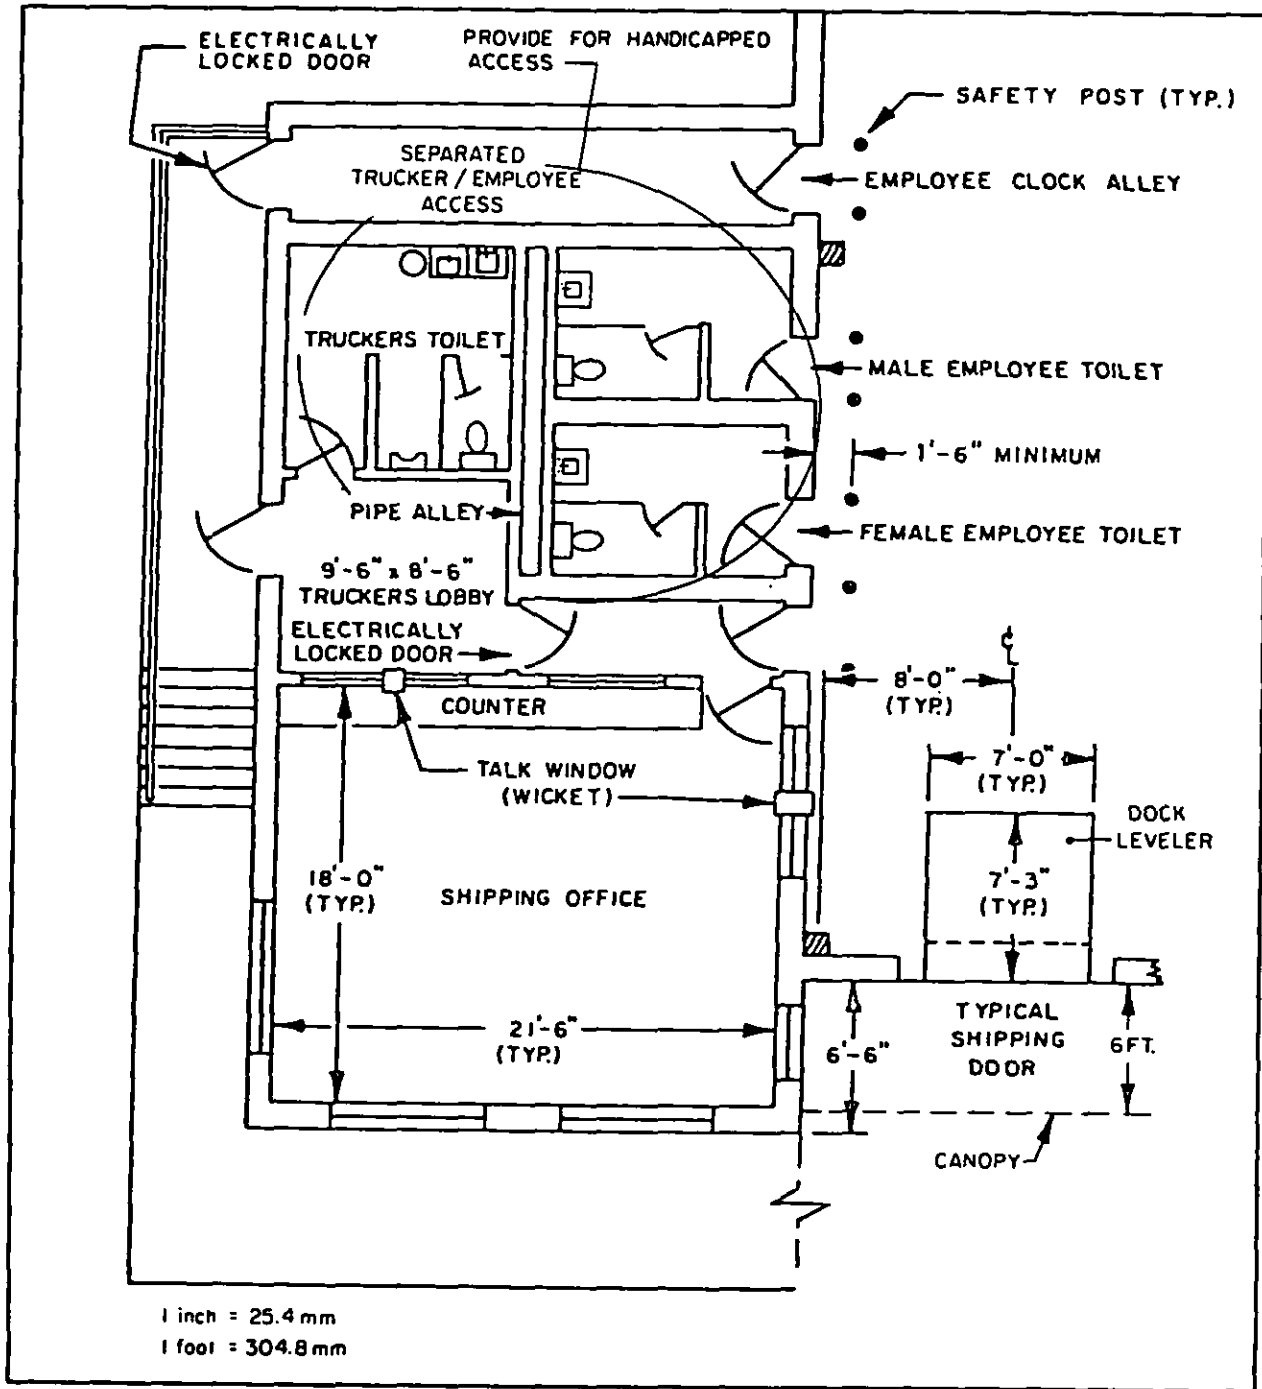 ELECTRICALLY
LOCKED DOOR
PROVIDE FOR HANDICAPPED
ACCESS
SAFETY POST (TYP.)
SEPARATED
TRUCKER / EMPLOYEE
ACCESS
EMPLOYEE CLOCK ALLEY
TRUCKERS TOILET
MALE EMPLOYEE TOILET
1'-6" MINIMUM
PIPE ALLEY
FEMALE EMPLOYEE TOILET
9'-6" x 8'-6"
TRUCKERS LOBBY
ELECTRICALLY
LOCKED DOOR
CL
8'-0"
(TYP.)
COUNTER
7'-0"
(TYP.)
TALK WINDOW
(WICKET)
DOCK
LEVELER
18'-0"
(TYP.)
SHIPPING OFFICE
7'-3"
(TYP.)
21'-6"
(TYP.)
6'-6"
TYPICAL
SHIPPING
DOOR
6FT.
CANOPY
1 inch = 25.4 mm
1 foot = 304.8 mm